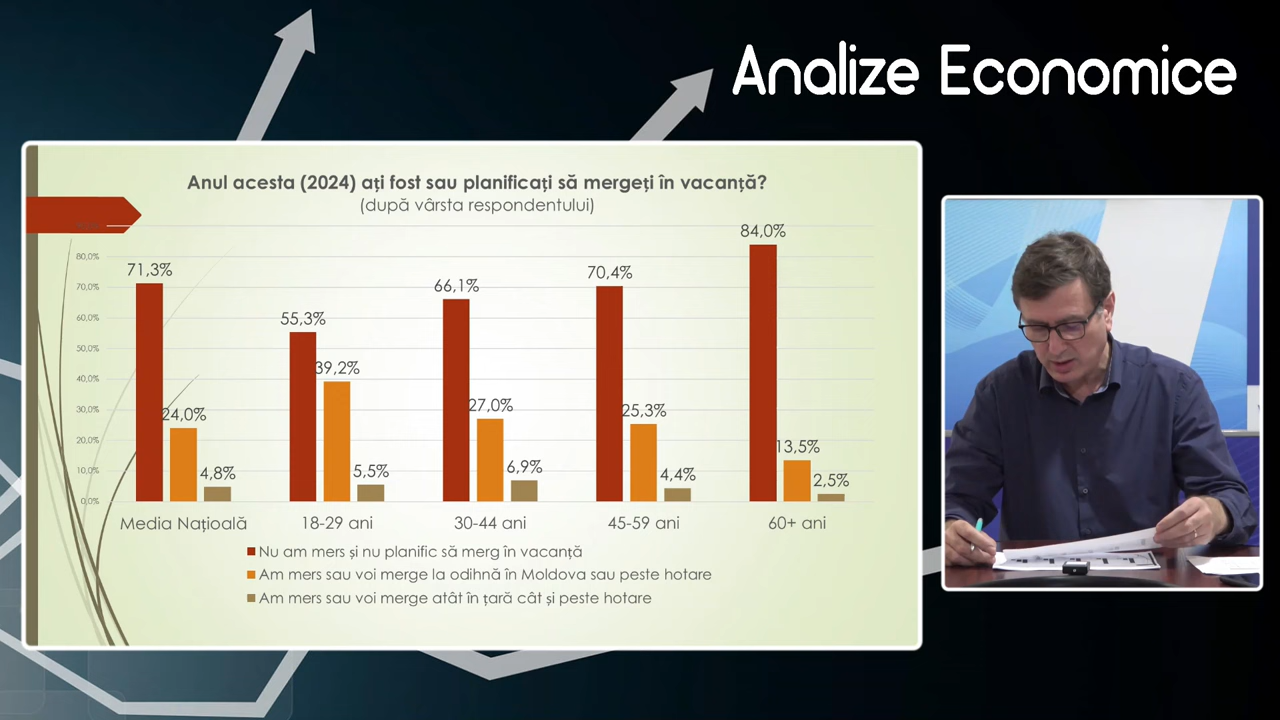 Analize Economice
Anul acesta (2024) ați fost sau planificați să mergeți în vacanță?
(după vârsta respondentului)
80,0%
70,0%
60,0%
50,0%
40,0%
30,0%
20,0%
10,0%
0,0%
71,3%
24,0%
4,8%
55,3%
39,2%
5,5%
66,1%
27,0%
6,9%
70,4%
25,3%
4,4%
84,0%
13,5%
2,5%
Media Națioală
18-29 ani
30-44 ani
45-59 ani
60+ ani
Nu am mers și nu planific să merg în vacanță
Am mers sau voi merge la odihnă în Moldova sau peste hotare
Am mers sau voi merge atât în țară cât și peste hotare